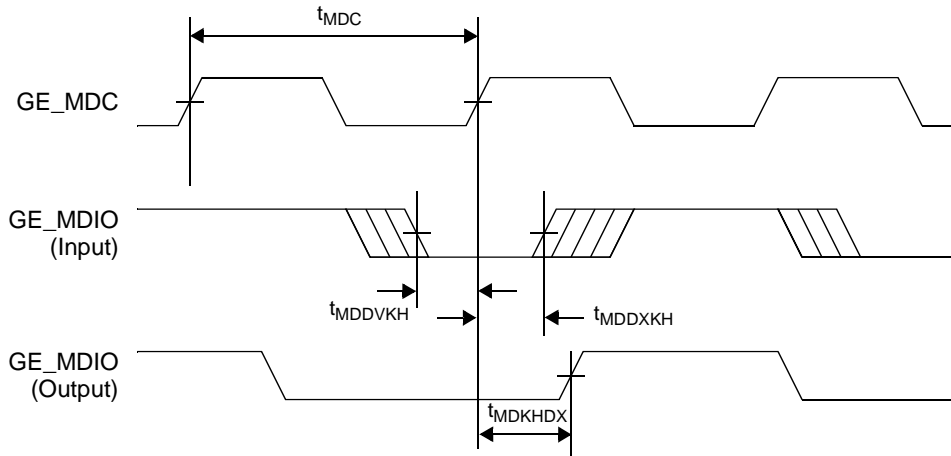 tMDC
GE_MDC
GE_MDIO
(Input)
tMDDVKH
tMDDXKH
GE_MDIO
(Output)
tMDKHDX